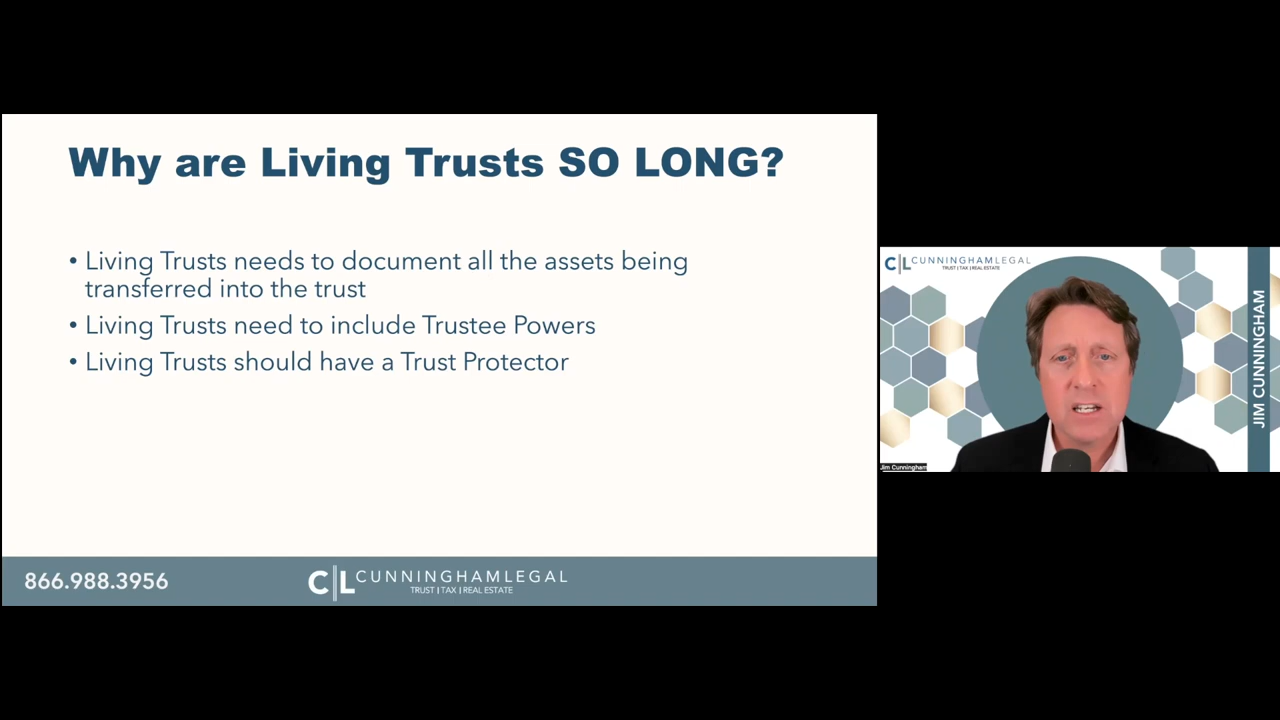 Why are Living Trusts SO LONG?
• Living Trusts needs to document all the assets being
transferred into the trust
• Living Trusts need to include Trustee Powers
• Living Trusts should have a Trust Protector
866.988.3956
C|L CUNNINGHAMLEGAL
TRUST | TAX | REAL ESTATE
C|L CUNNINGHAMLEGAL
TRUST | TAX | REAL ESTATE
JIM CUNNINGHAM
Jim Cunningham